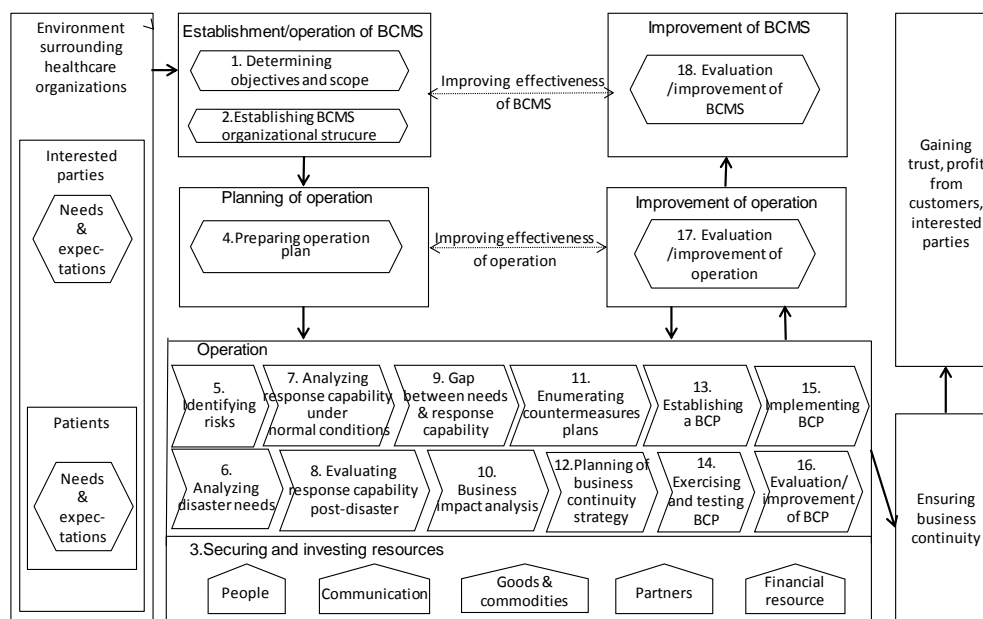 Environment
surrounding
healthcare
organizations
Interested
parties
Needs
&
expec-
tations
Patients
Needs
&
expec-
tations
Establishment/operation of BCMS
1. Determining
objectives and scope
2.Establishing BCMS
organizational strucure
Improving effectiveness
of BCMS
Improvement of BCMS
18. Evaluation
/improvement of
BCMS
Planning of operation
4.Preparing operation
plan
Improving effectiveness
of operation
Improvement of operation
17. Evaluation
/improvement of
operation
Operation
5.
Identifying
risks
7. Analyzing
response capability
under
normal conditions
9. Gap
between needs
& response
capability
11.
Enumerating
countermeasures
plans
13.
Establishing
a BCP
15.
Implementing
BCP
6.
Analyzing
disaster needs
8. Evaluating
response capability
post-disaster
10.
Business
impact analysis
12.Planning of
business
continuity
strategy
14.
Exercising
and testing
BCP
16.
Evaluation/
improvement
of BCP
3.Securing and investing resources
People
Communication
Goods &
commodities
Partners
Financial
resource
Gaining
trust, profit
from
customers,
interested
parties
Ensuring
business
continuity